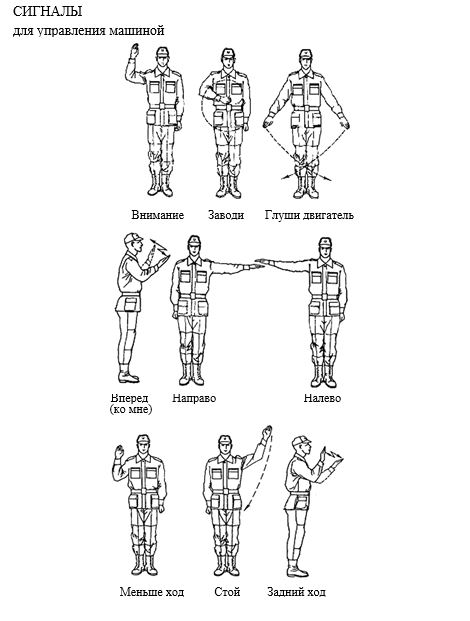 СИГНАЛЫ
для управления машиной
Внимание Заводи Глуши двигатель
Вперед Направо Налево
(ко мне)
Меньше ход Стой Задний ход